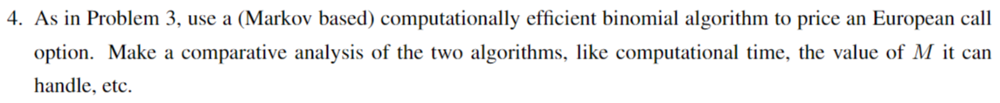 4. As in Problem 3, use a (Markov based) computationally efficient binomial algorithm to price an European call
option. Make a comparative analysis of the two algorithms, like computational time, the value of M it can
handle, etc.